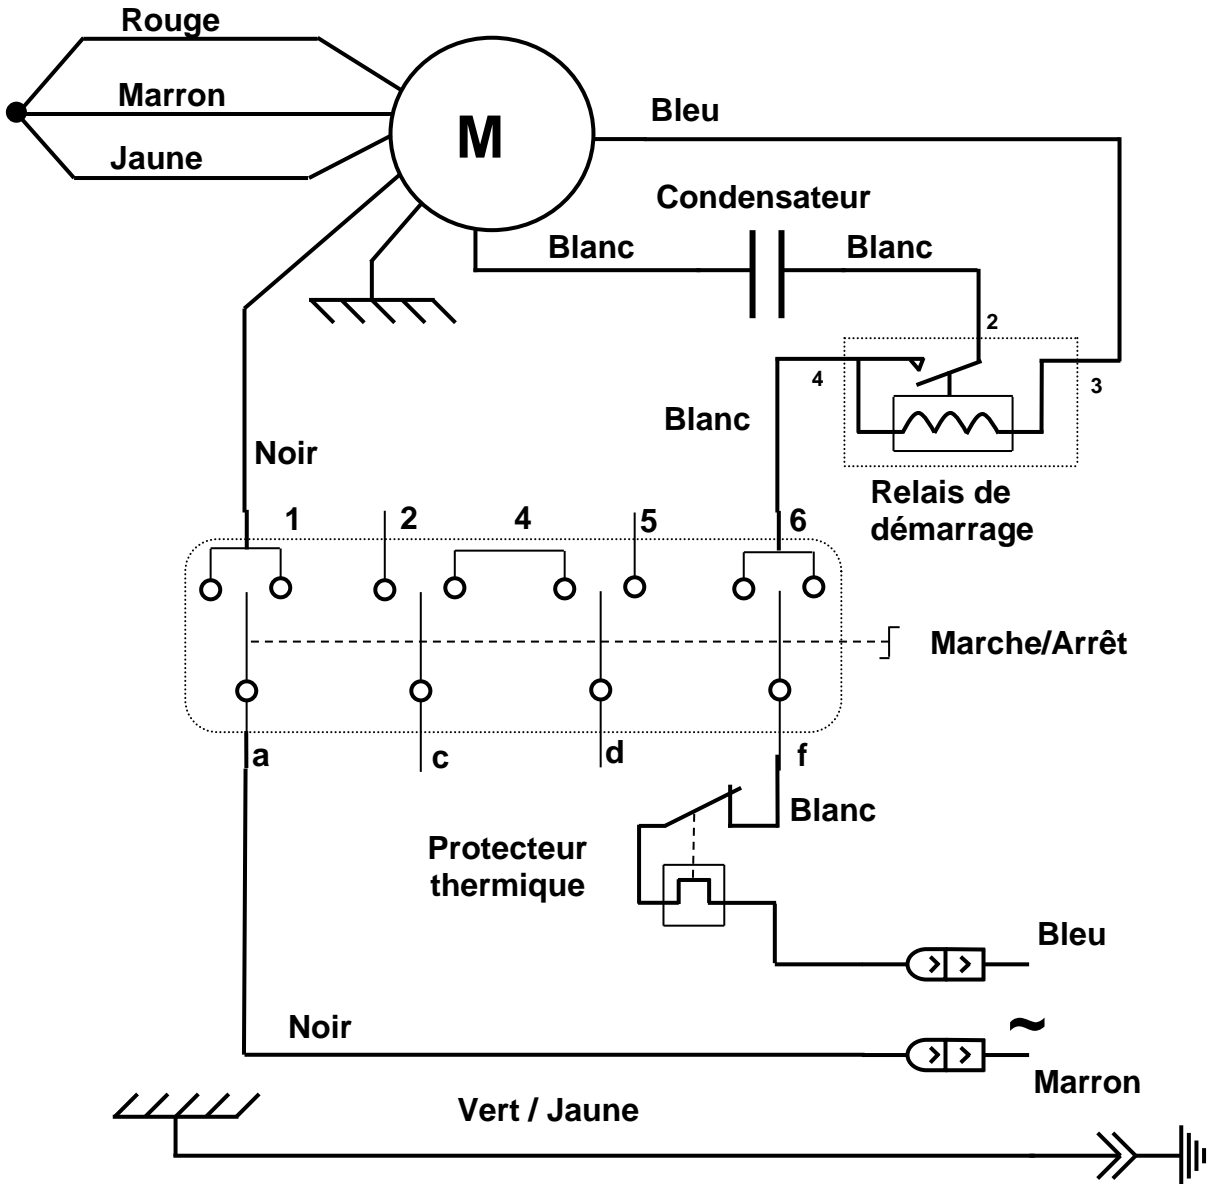 Rouge
Marron
Jaune
M
Bleu
Condensateur
Blanc
Blanc
2
4
3
Blanc
Noir
Relais de
démarrage
1
2
4
5
6
Marche/Arrêt
a
c
d
f
Blanc
Protecteur
thermique
Bleu
Noir
~
Marron
Vert / Jaune